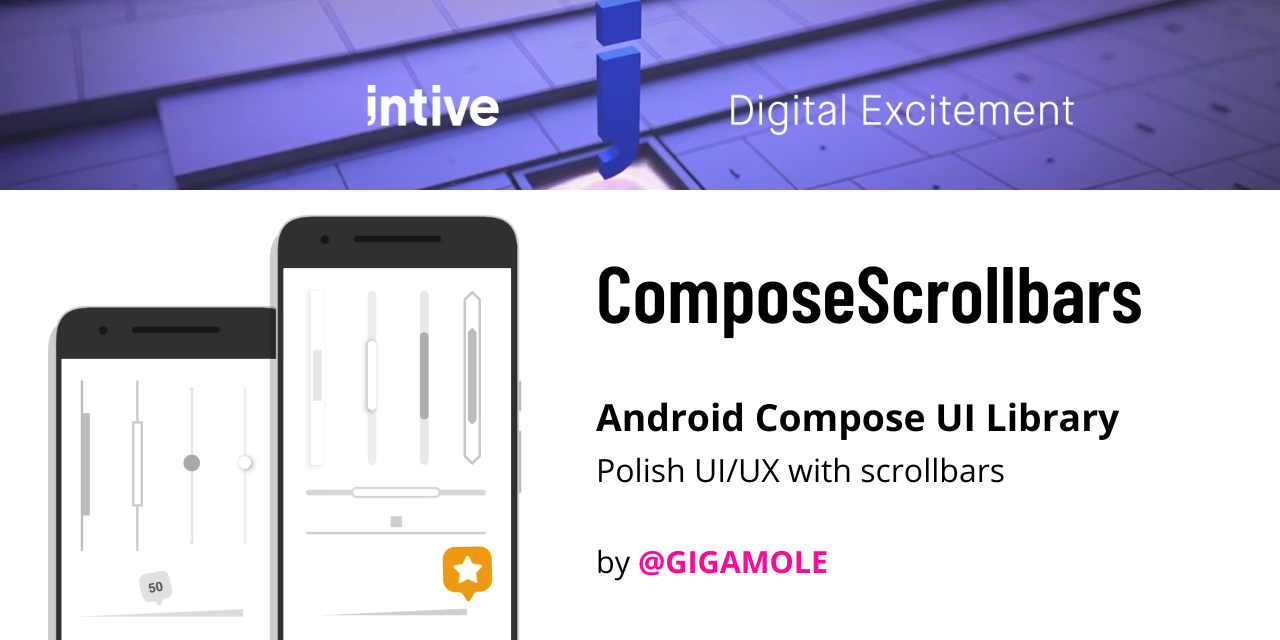 intive
Digital Excitement
ComposeScrollbars
Android Compose UI Library
Polish UI/UX with scrollbars
by @GIGAMOLE
50